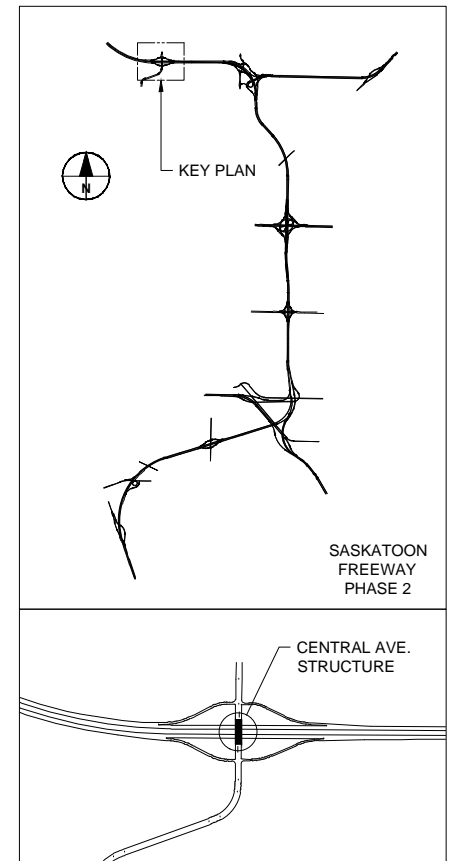 KEY PLAN
N
SASKATOON
FREEWAY
PHASE 2
CENTRAL AVE.
STRUCTURE